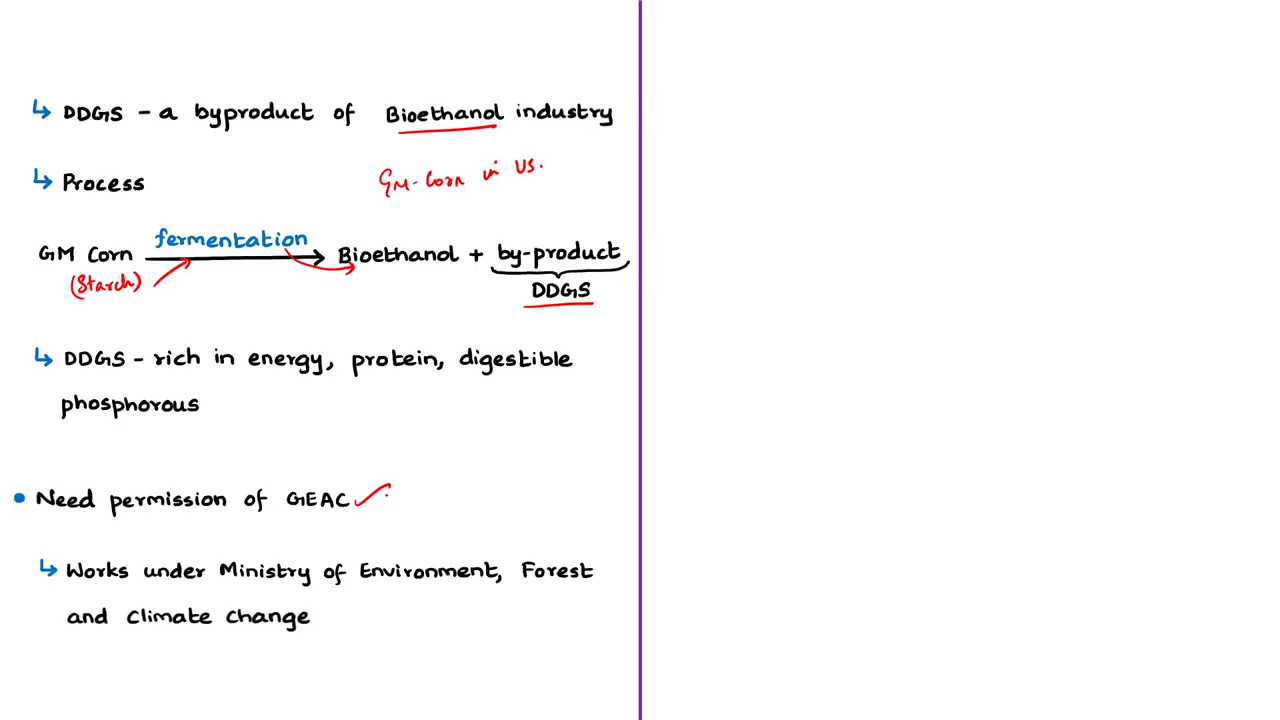 ↳ DDGS - a byproduct of Bioethanol industry
↳ Process
GM-Corn in US.
fermentation
GM Corn → Bioethanol + by-product
(Starch)
DDGS
↳ DDGS - rich in energy, protein, digestible
phosphorous
• Need permission of GEAC ✓
↳ Works under Ministry of Environment, Forest
and Climate Change